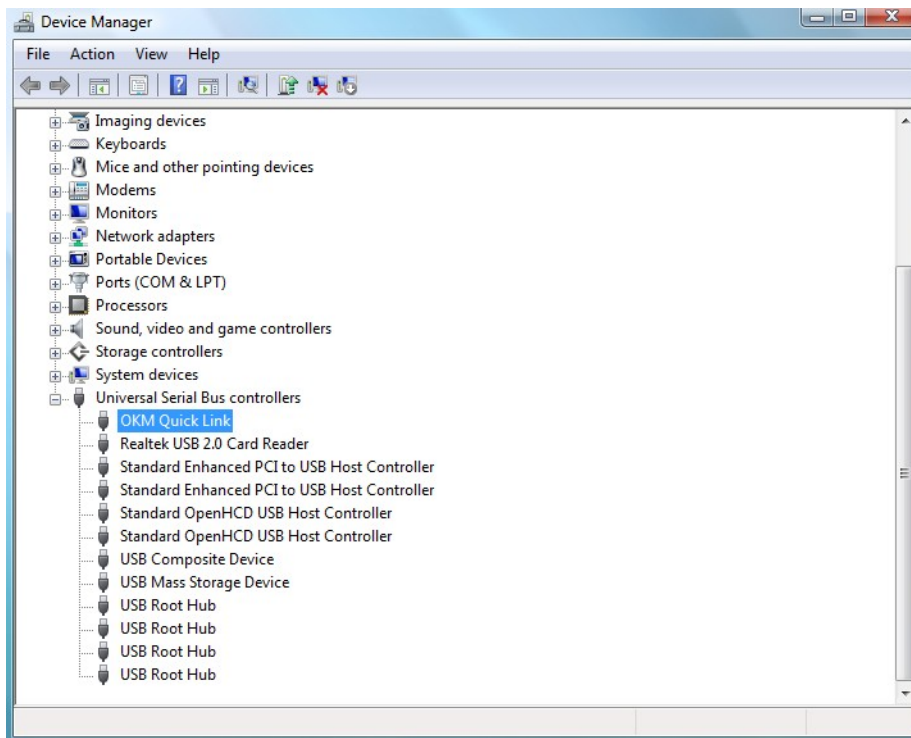 Device Manager
File Action View Help
Imaging devices
Keyboards
Mice and other pointing devices
Modems
Monitors
Network adapters
Portable Devices
Ports (COM & LPT)
Processors
Sound, video and game controllers
Storage controllers
System devices
Universal Serial Bus controllers
OKM Quick Link
Realtek USB 2.0 Card Reader
Standard Enhanced PCI to USB Host Controller
Standard Enhanced PCI to USB Host Controller
Standard OpenHCD USB Host Controller
Standard OpenHCD USB Host Controller
USB Composite Device
USB Mass Storage Device
USB Root Hub
USB Root Hub
USB Root Hub
USB Root Hub